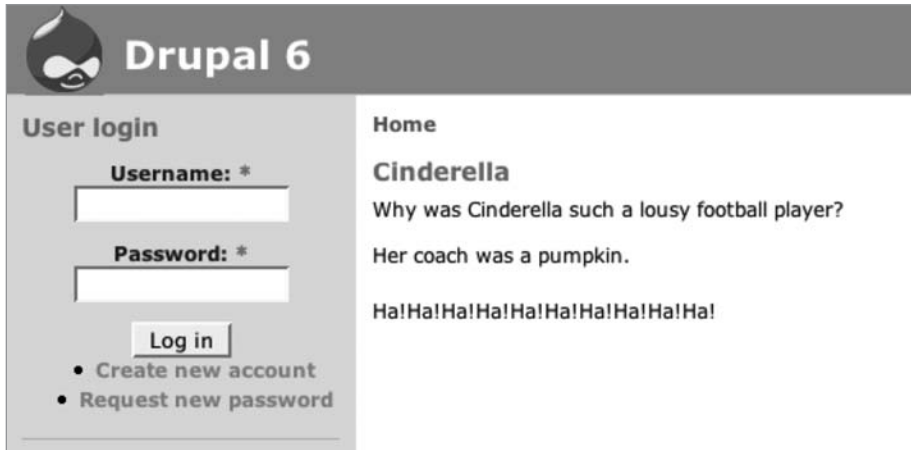 Drupal 6
User login
Username: *
Password: *
Log in
• Create new account
• Request new password
Home
Cinderella
Why was Cinderella such a lousy football player?
Her coach was a pumpkin.
Ha!Ha!Ha!Ha!Ha!Ha!Ha!Ha!Ha!Ha!